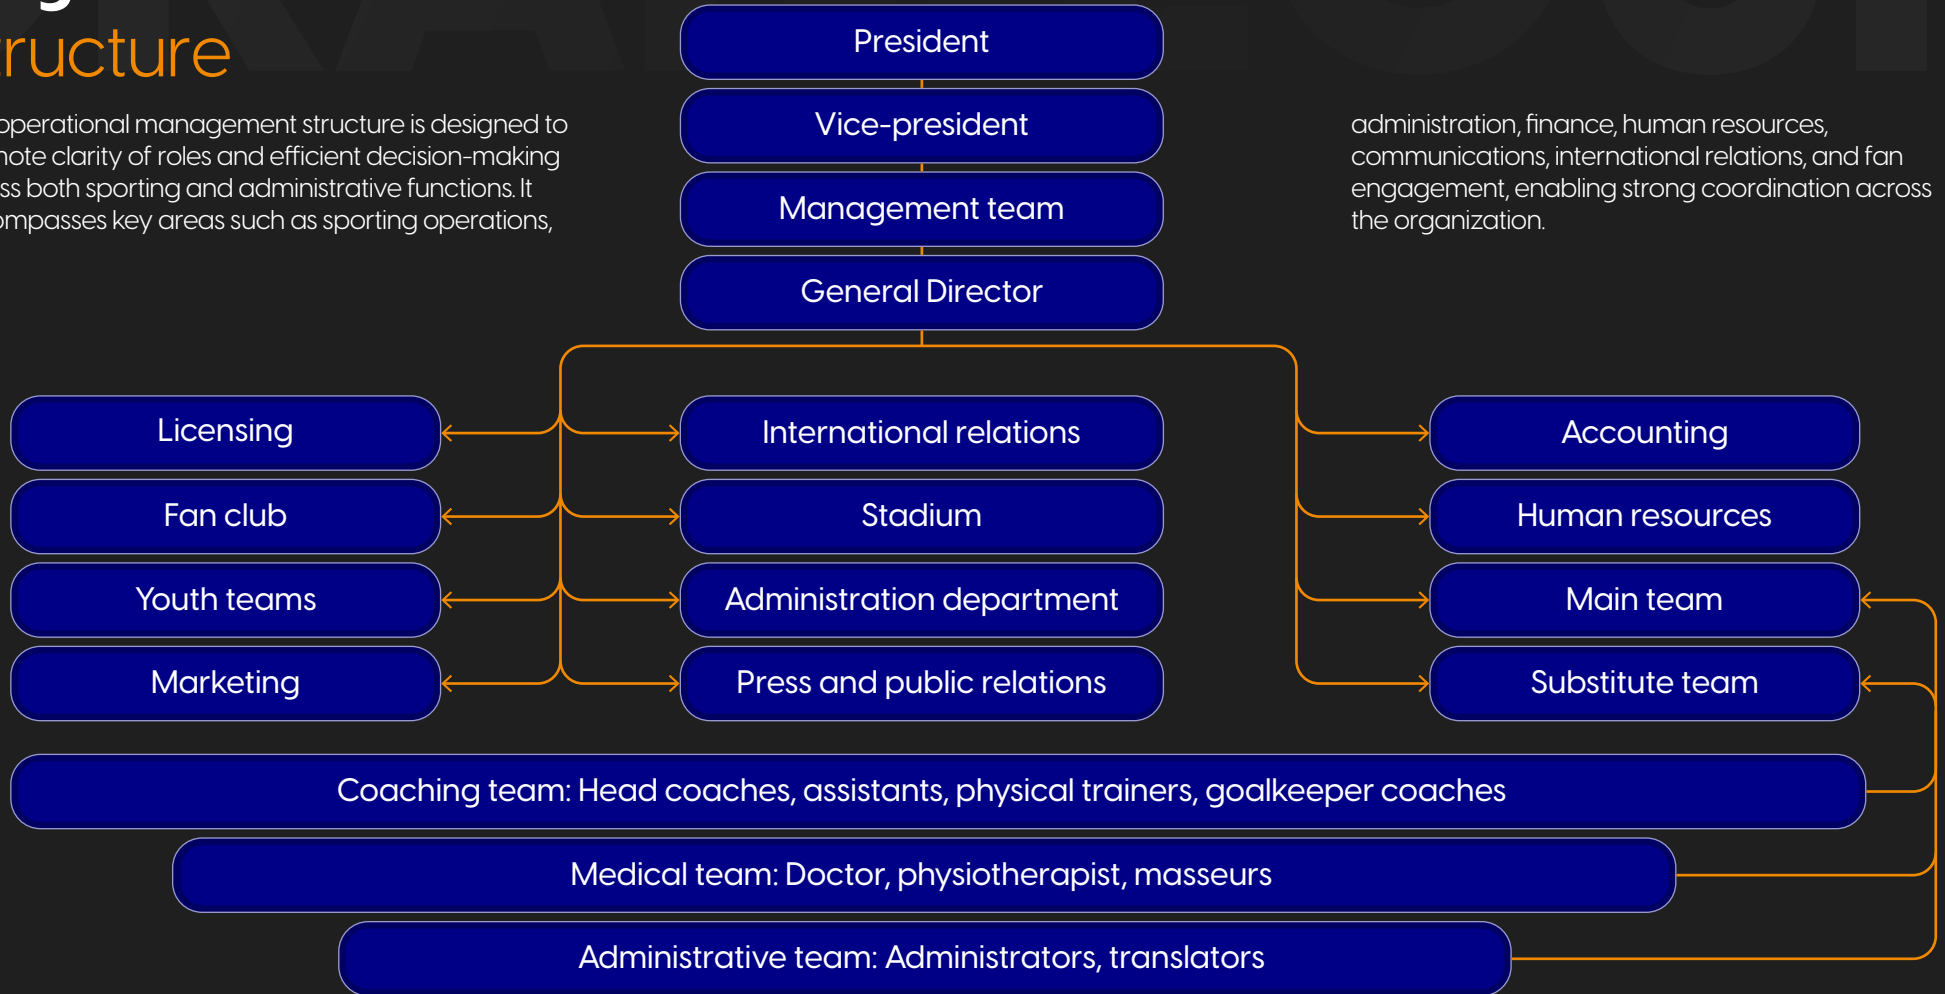 ructure
operational management structure is designed to
note clarity of roles and efficient decision-making
ss both sporting and administrative functions. It
ompasses key areas such as sporting operations,
administration, finance, human resources,
communications, international relations, and fan
engagement, enabling strong coordination across
the organization.
President
Vice-president
Management team
General Director
Licensing
Fan club
Youth teams
Marketing
International relations
Stadium
Administration department
Press and public relations
Accounting
Human resources
Main team
Substitute team
Coaching team: Head coaches, assistants, physical trainers, goalkeeper coaches
Medical team: Doctor, physiotherapist, masseurs
Administrative team: Administrators, translators